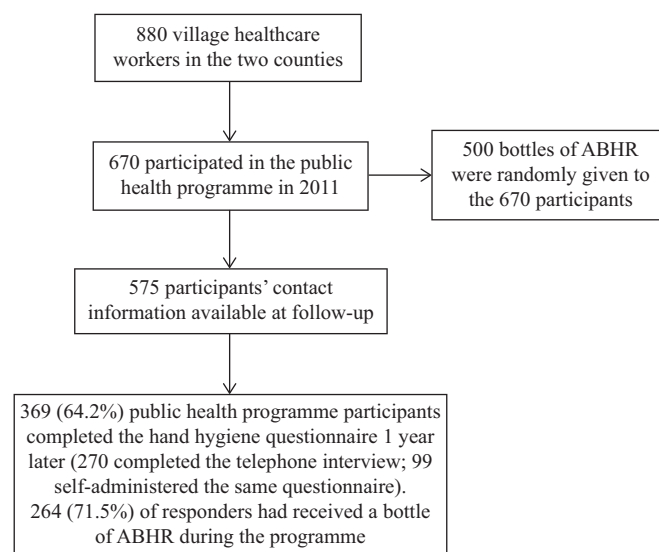 880 village healthcare
workers in the two counties
670 participated in the public
health programme in 2011
500 bottles of ABHR
were randomly given to
the 670 participants
575 participants’ contact
information available at follow-up
369 (64.2%) public health programme participants
completed the hand hygiene questionnaire 1 year
later (270 completed the telephone interview; 99
self-administered the same questionnaire).
264 (71.5%) of responders had received a bottle
of ABHR during the programme